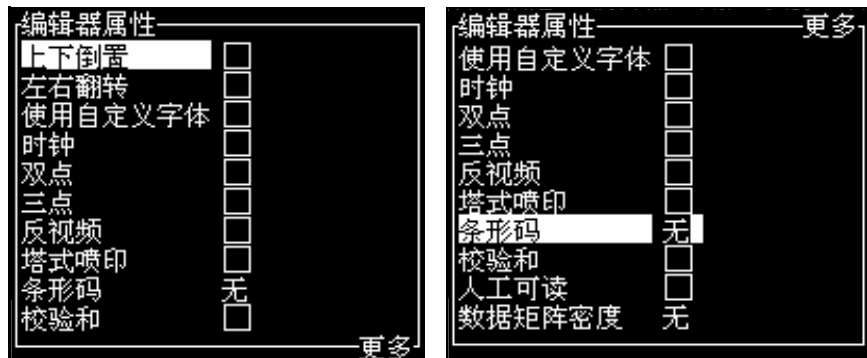 编辑器属性
上下倒置
左右翻转
使用自定义字体
时钟
双点
三点
反视频
塔式喷印
条形码 无
校验和
更多
编辑器属性 更多
使用自定义字体
时钟
双点
三点
反视频
塔式喷印
条形码 无
校验和
人工可读
数据矩阵密度 无